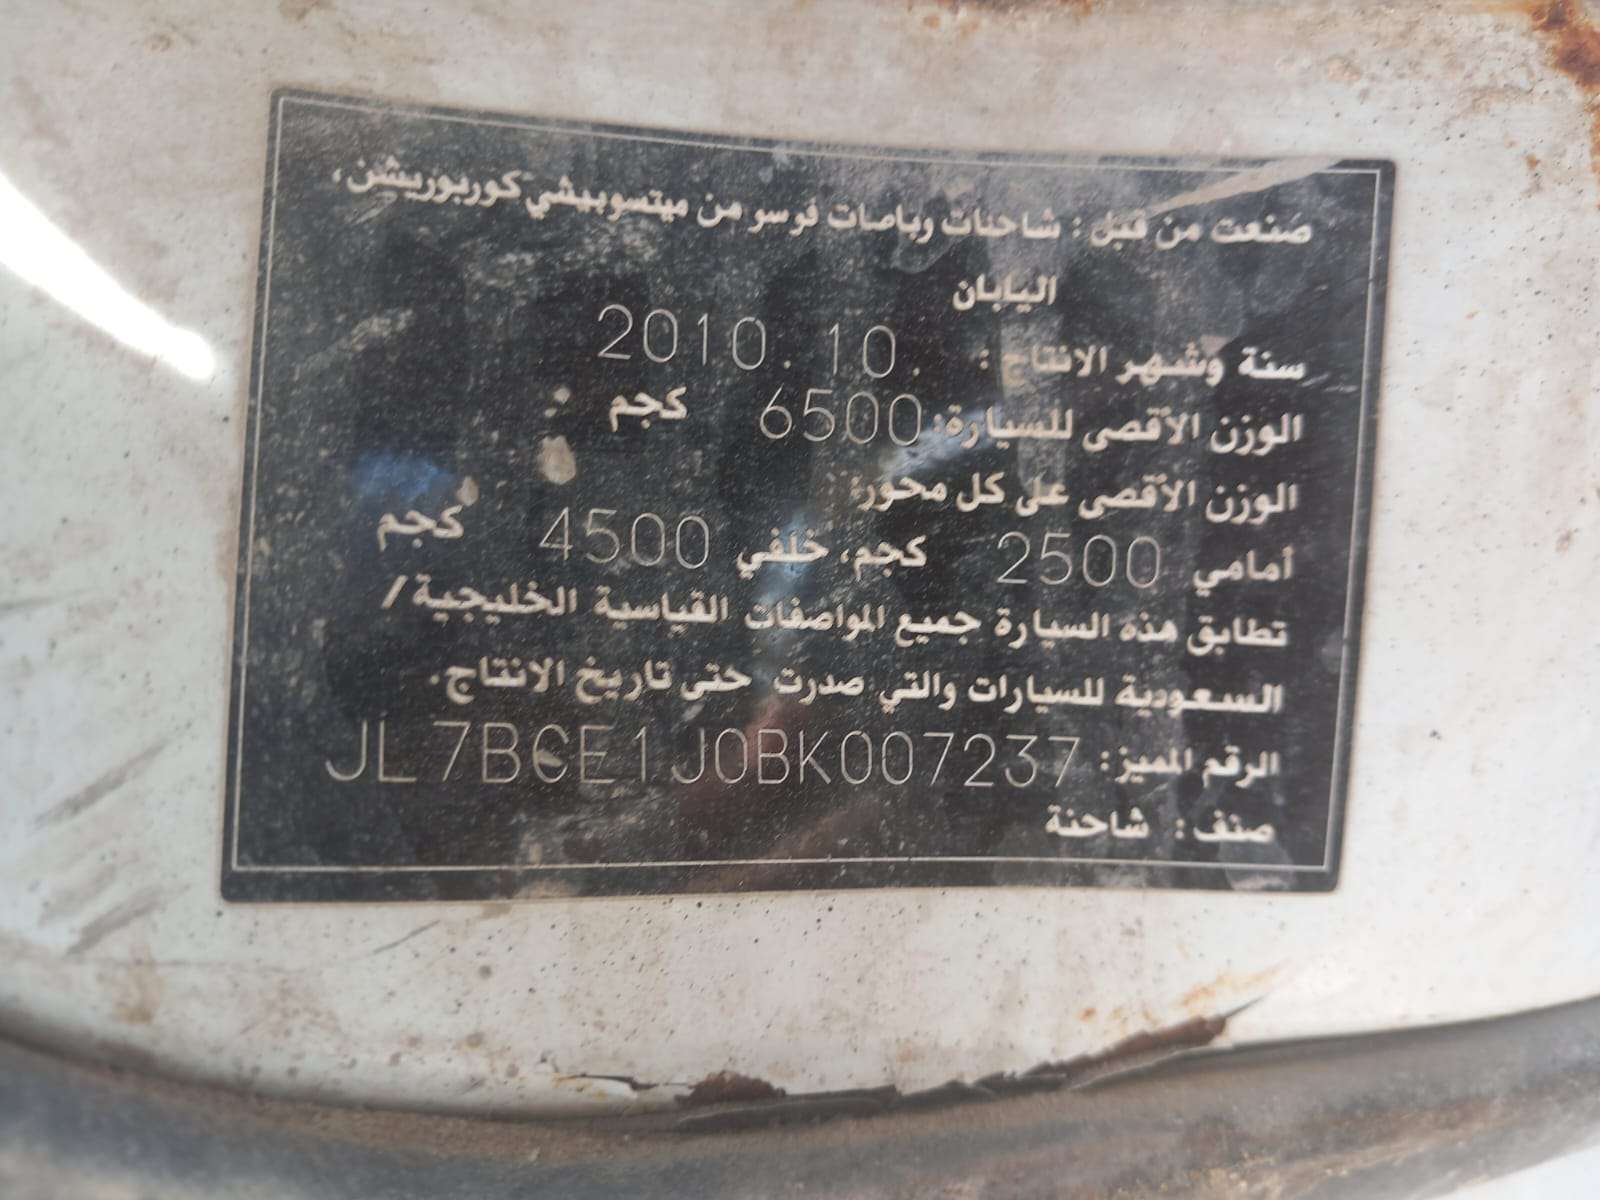 صنعت من قبل : شاحنات وباصات فوسو من ميتسوبيشي كوربوريشن،
اليابان
سنة وشهر الانتاج : 2010. 10.
الوزن الأقصى للسيارة: 6500 كجم
الوزن الأقصى على كل محور:
أمامي 2500 كجم، خلفي 4500 كجم
تطابق هذه السيارة جميع المواصفات القياسية الخليجية/
السعودية للسيارات والتي صدرت حتى تاريخ الانتاج.
الرقم المميز: JL7BCE1J0BK007237
صنف: شاحنة